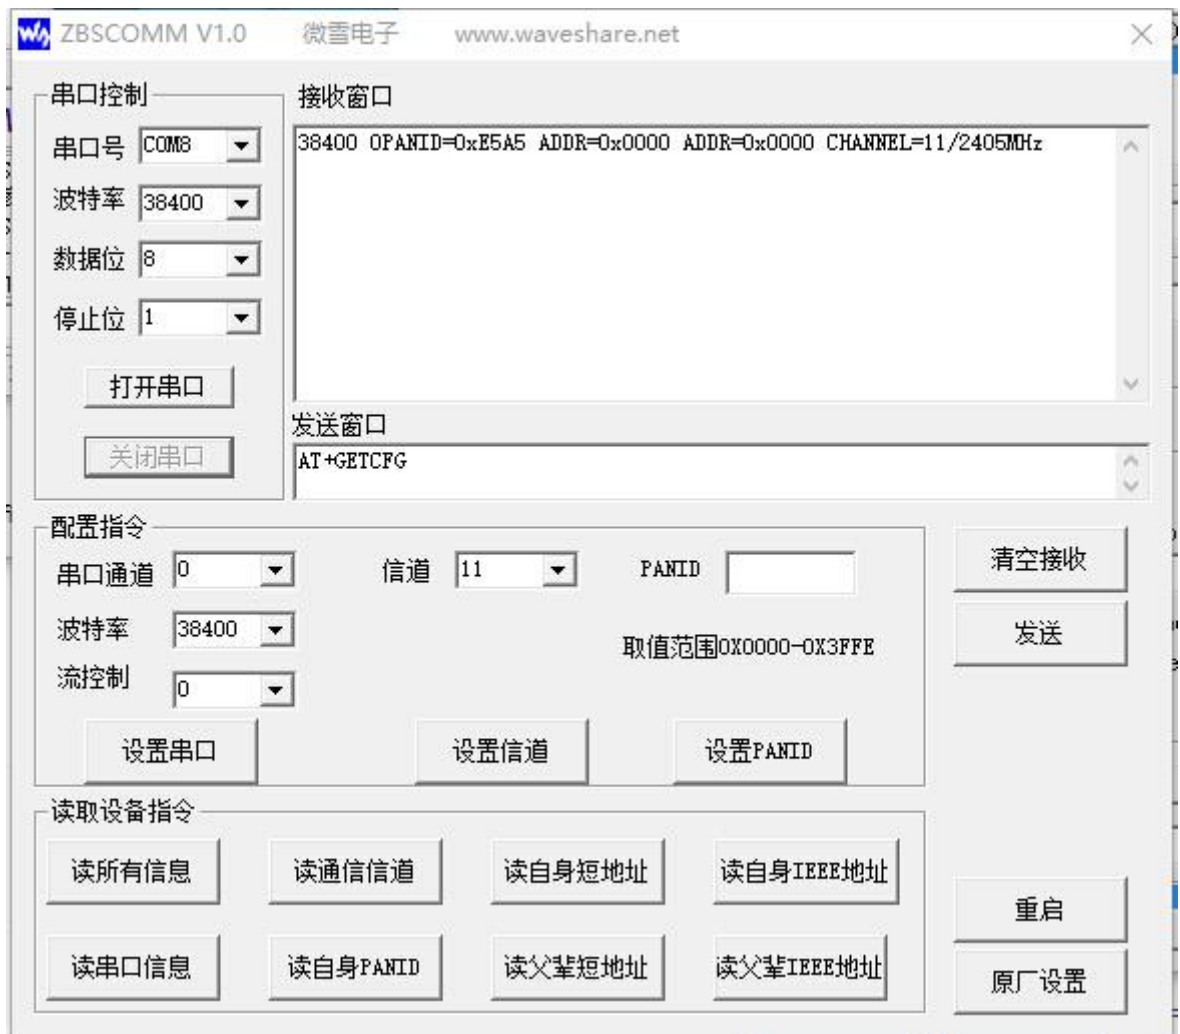 ZBSCOMM V1.0 微雪电子 www.waveshare.net
串口控制
串口号 COM8
波特率 38400
数据位 8
停止位 1
打开串口
关闭串口
接收窗口
38400 0PANID=0xE5A5 ADDR=0x0000 ADDR=0x0000 CHANNEL=11/2405MHz
发送窗口
AT+GETCFG
配置指令
串口通道 0 信道 11 PANID
波特率 38400 取值范围0X0000-0X3FFE
流控制 0
设置串口 设置信道 设置PANID
清空接收
发送
读取设备指令
读所有信息 读通信信道 读自身短地址 读自身IEEE地址
读串口信息 读自身PANID 读父辈短地址 读父辈IEEE地址
重启
原厂设置